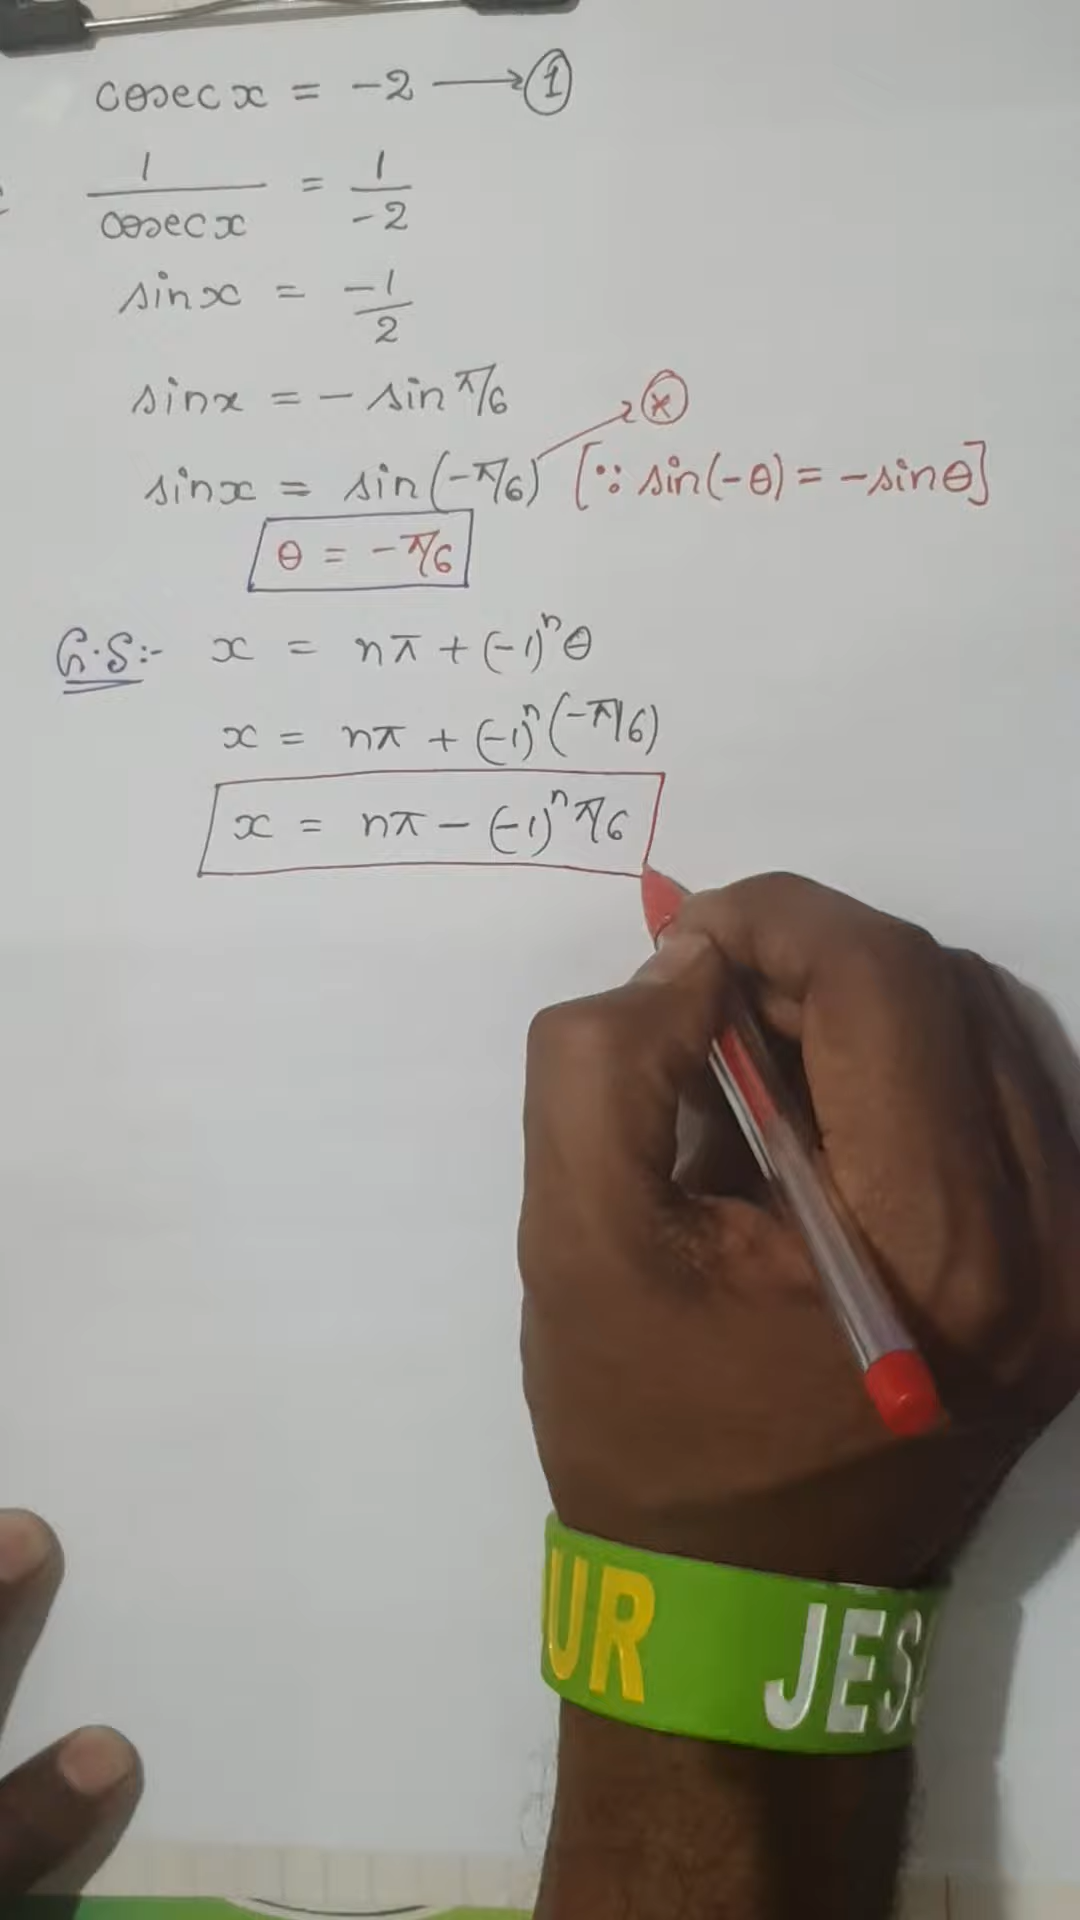 cosec x = -2 → ①
1/cosec x = 1/-2
sin x = -1/2
sin x = - sin π/6
sin x = sin(-π/6) → ⊛ [∵ sin(-θ) = -sin θ]
θ = -π/6
G.S:- x = nπ + (-1)ⁿ θ
x = nπ + (-1)ⁿ (-π/6)
x = nπ - (-1)ⁿ π/6
UR JES